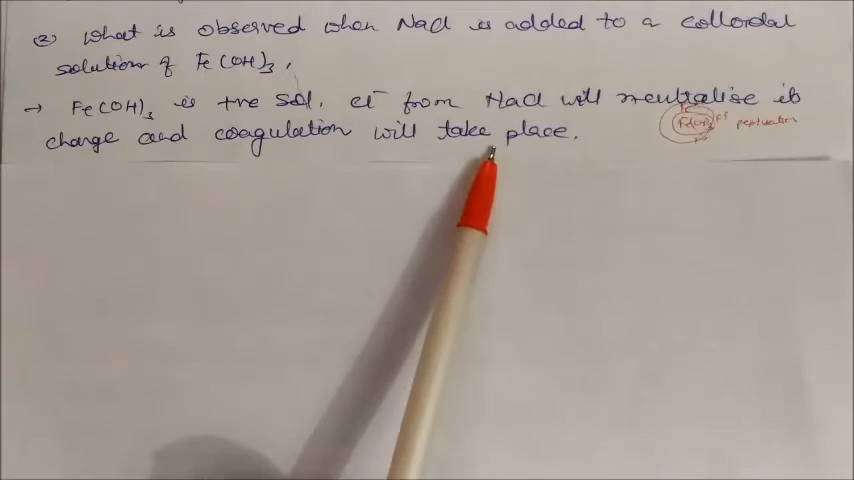 ② What is observed when NaCl is added to a colloidal
solution of Fe(OH)3.
→ Fe(OH)3 is +ve sol. Cl- from NaCl will neutralise its
charge and coagulation will take place.
Fe(OH)3 peptization